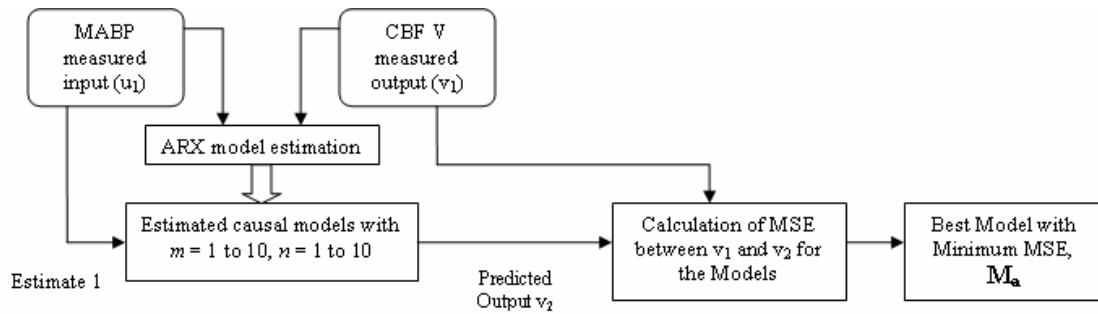 MABP
measured
input (u₁)
CBF V
measured
output (v₁)
ARX model estimation
Estimated causal models with
m = 1 to 10, n = 1 to 10
Calculation of MSE
between v₁ and v₂ for
the Models
Best Model with
Minimum MSE,
Mₐ
Estimate 1
Predicted
Output v₂